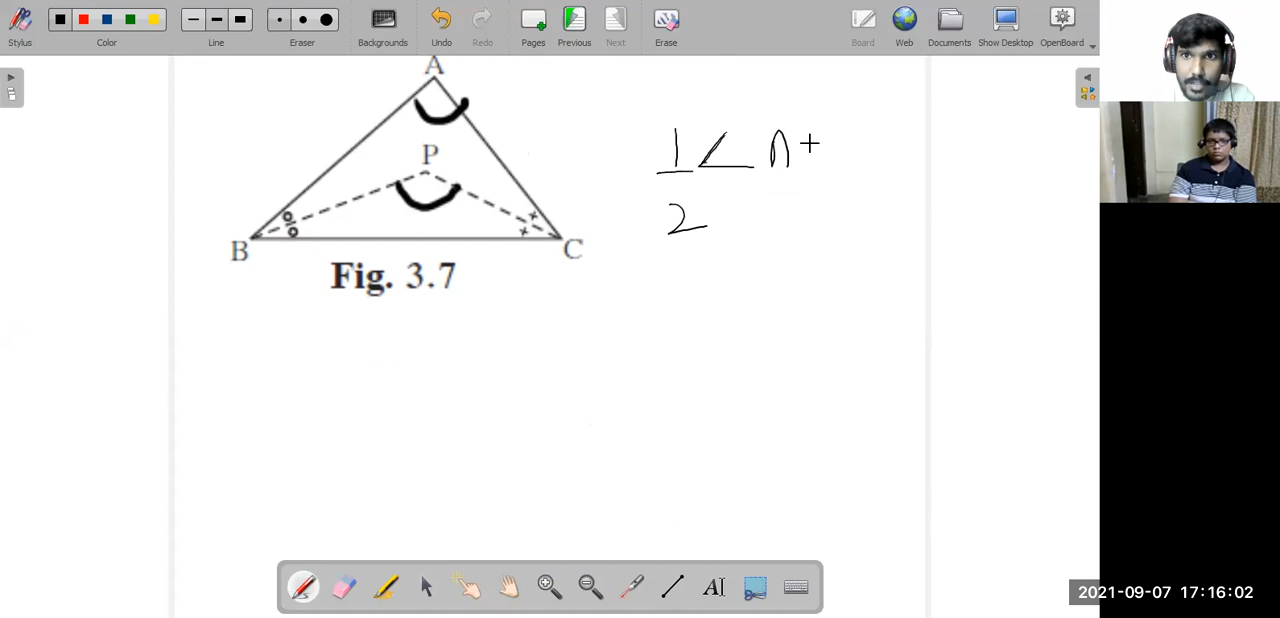 Stylus Color Line Eraser Backgrounds Undo Redo Pages Previous Next Erase Board Web Documents Show Desktop OpenBoard
A
P
B
C
Fig. 3.7
1 ∠ A +
2
2021-09-07 17:16:02